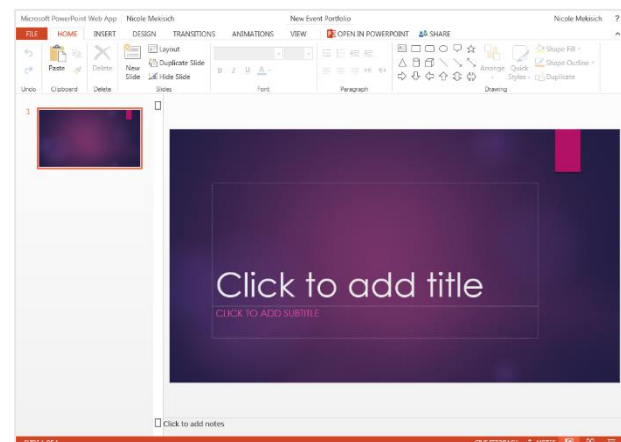 Microsoft PowerPoint Web App Nicole Mekisch New Event Portfolio Nicole Mekisch ?
FILE HOME INSERT DESIGN TRANSITIONS ANIMATIONS VIEW OPEN IN POWERPOINT SHARE
Paste
Delete
New Slide
Layout
Duplicate Slide
Hide Slide
B I U A
Arrange
Quick Styles
Shape Fill
Shape Outline
Duplicate
Undo Clipboard Delete Slides Font Paragraph Drawing
1
Click to add title
CLICK TO ADD SUBTITLE
Click to add notes